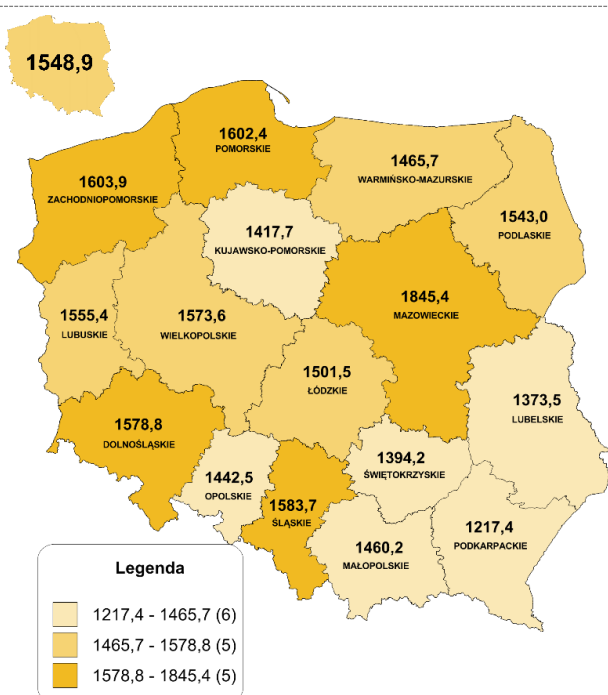 1548,9
1602,4
POMORSKIE
1465,7
WARMIŃSKO-MAZURSKIE
1603,9
ZACHODNIOPOMORSKIE
1543,0
PODLASKIE
1417,7
KUJAWSKO-POMORSKIE
1845,4
MAZOWIECKIE
1555,4
LUBUSKIE
1573,6
WIELKOPOLSKIE
1501,5
ŁÓDZKIE
1373,5
LUBELSKIE
1578,8
DOLNOŚLĄSKIE
1394,2
ŚWIĘTOKRZYSKIE
1442,5
OPOLSKIE
1583,7
ŚLĄSKIE
1217,4
PODKARPACKIE
1460,2
MAŁOPOLSKIE
Legenda
1217,4 - 1465,7 (6)
1465,7 - 1578,8 (5)
1578,8 - 1845,4 (5)